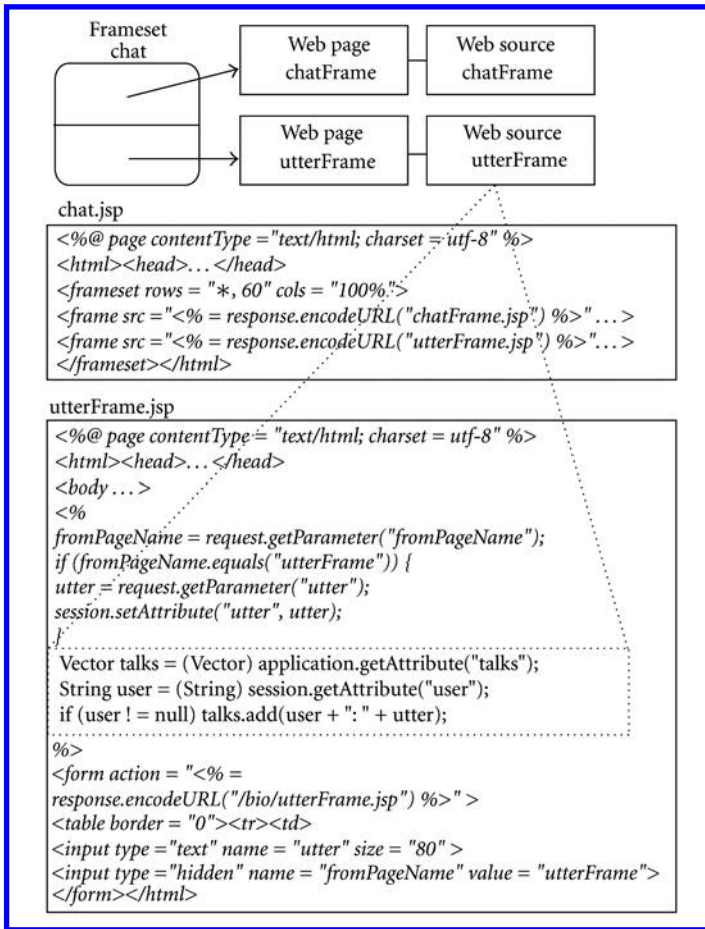 Frameset
chat
Web page
chatFrame
Web source
chatFrame
Web page
utterFrame
Web source
utterFrame
chat.jsp
<%@ page contentType ="text/html; charset = utf-8" %>
<html><head>...</head>
<frameset rows = "*, 60" cols = "100%">
<frame src ="<% = response.encodeURL("chatFrame.jsp") %>" ...>
<frame src ="<% = response.encodeURL("utterFrame.jsp") %>"...>
</frameset></html>
utterFrame.jsp
<%@ page contentType = "text/html; charset = utf-8" %>
<html><head>...</head>
<body ...>
<%
fromPageName = request.getParameter("fromPageName");
if (fromPageName.equals("utterFrame")) {
utter = request.getParameter("utter");
session.setAttribute("utter", utter);
}
Vector talks = (Vector) application.getAttribute("talks");
String user = (String) session.getAttribute("user");
if (user ! = null) talks.add(user + ": " + utter);
%>
<form action = "<% =
response.encodeURL("/bio/utterFrame.jsp") %>" >
<table border = "0"><tr><td>
<input type ="text" name = "utter" size = "80" >
<input type ="hidden" name = "fromPageName" value = "utterFrame">
</form></html>